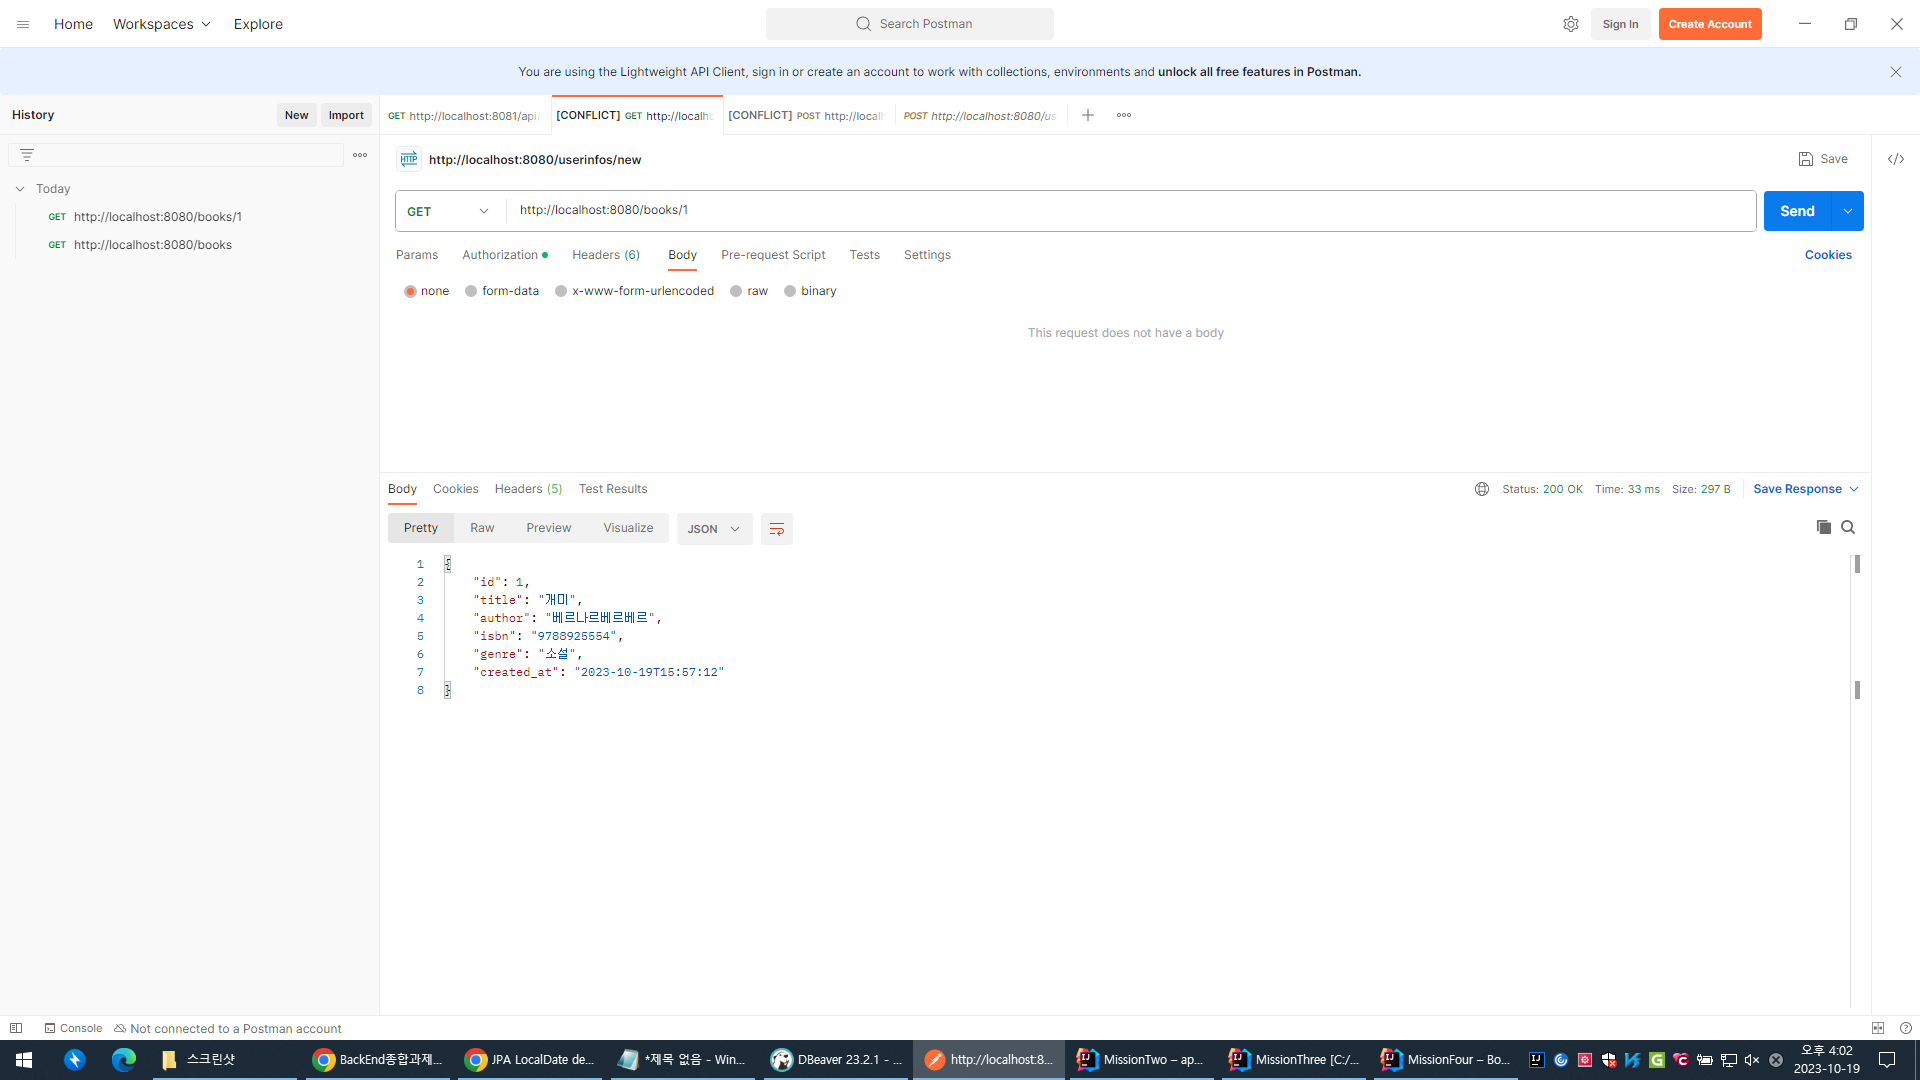 Home Workspaces Explore Search Postman Sign In Create Account
You are using the Lightweight API Client, sign in or create an account to work with collections, environments and unlock all free features in Postman.
History New Import
GET http://localhost:8081/api/ [CONFLICT] GET http://localho [CONFLICT] POST http://localh POST http://localhost:8080/us
http://localhost:8080/userinfos/new Save
Today
GET http://localhost:8080/books/1
GET http://localhost:8080/books
GET http://localhost:8080/books/1 Send
Params Authorization Headers (6) Body Pre-request Script Tests Settings Cookies
none form-data x-www-form-urlencoded raw binary
This request does not have a body
Body Cookies Headers (5) Test Results Status: 200 OK Time: 33 ms Size: 297 B Save Response
Pretty Raw Preview Visualize JSON
1 {
2 "id": 1,
3 "title": "개미",
4 "author": "베르나르베르베르",
5 "isbn": "9788925554",
6 "genre": "소설",
7 "created_at": "2023-10-19T15:57:12"
8 }
Console Not connected to a Postman account
스크린샷 BackEnd종합과제... JPA LocalDate de... *제목 없음 - Win... DBeaver 23.2.1 - ... http://localhost:8... MissionTwo – ap... MissionThree [C:/... MissionFour – Bo... 오후 4:02
2023-10-19